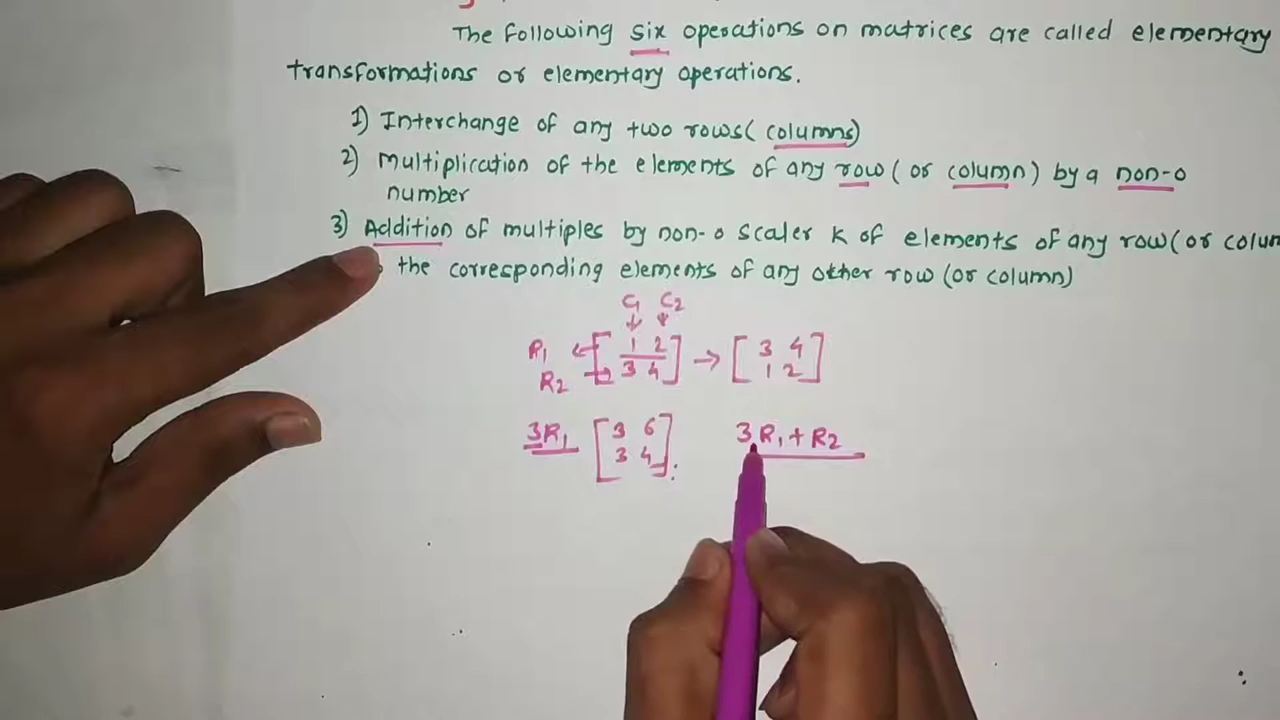 The following six operations on matrices are called elementary
transformations or elementary operations.
1) Interchange of any two rows( columns)
2) Multiplication of the elements of any row ( or column ) by a non-0
number
3) Addition of multiples by non-0 scaler k of elements of any row (or colum
the corresponding elements of any other row (or column)
C1 C2
R1 [ 1 2 → [ 3 4
R2 3 4 ] 1 2 ]
3R1 [ 3 6 3R1 + R2
3 4 ]